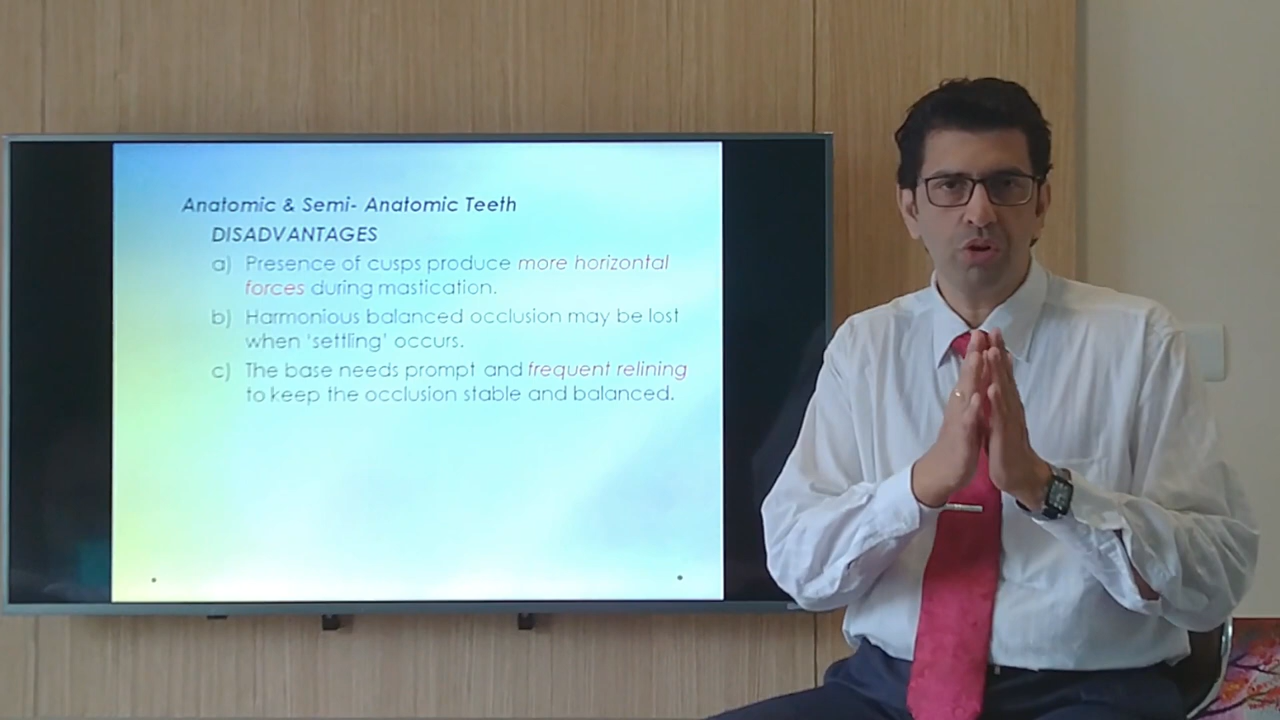 Anatomic & Semi- Anatomic Teeth
DISADVANTAGES
a) Presence of cusps produce more horizontal
forces during mastication.
b) Harmonious balanced occlusion may be lost
when ‘settling’ occurs.
c) The base needs prompt and frequent relining
to keep the occlusion stable and balanced.